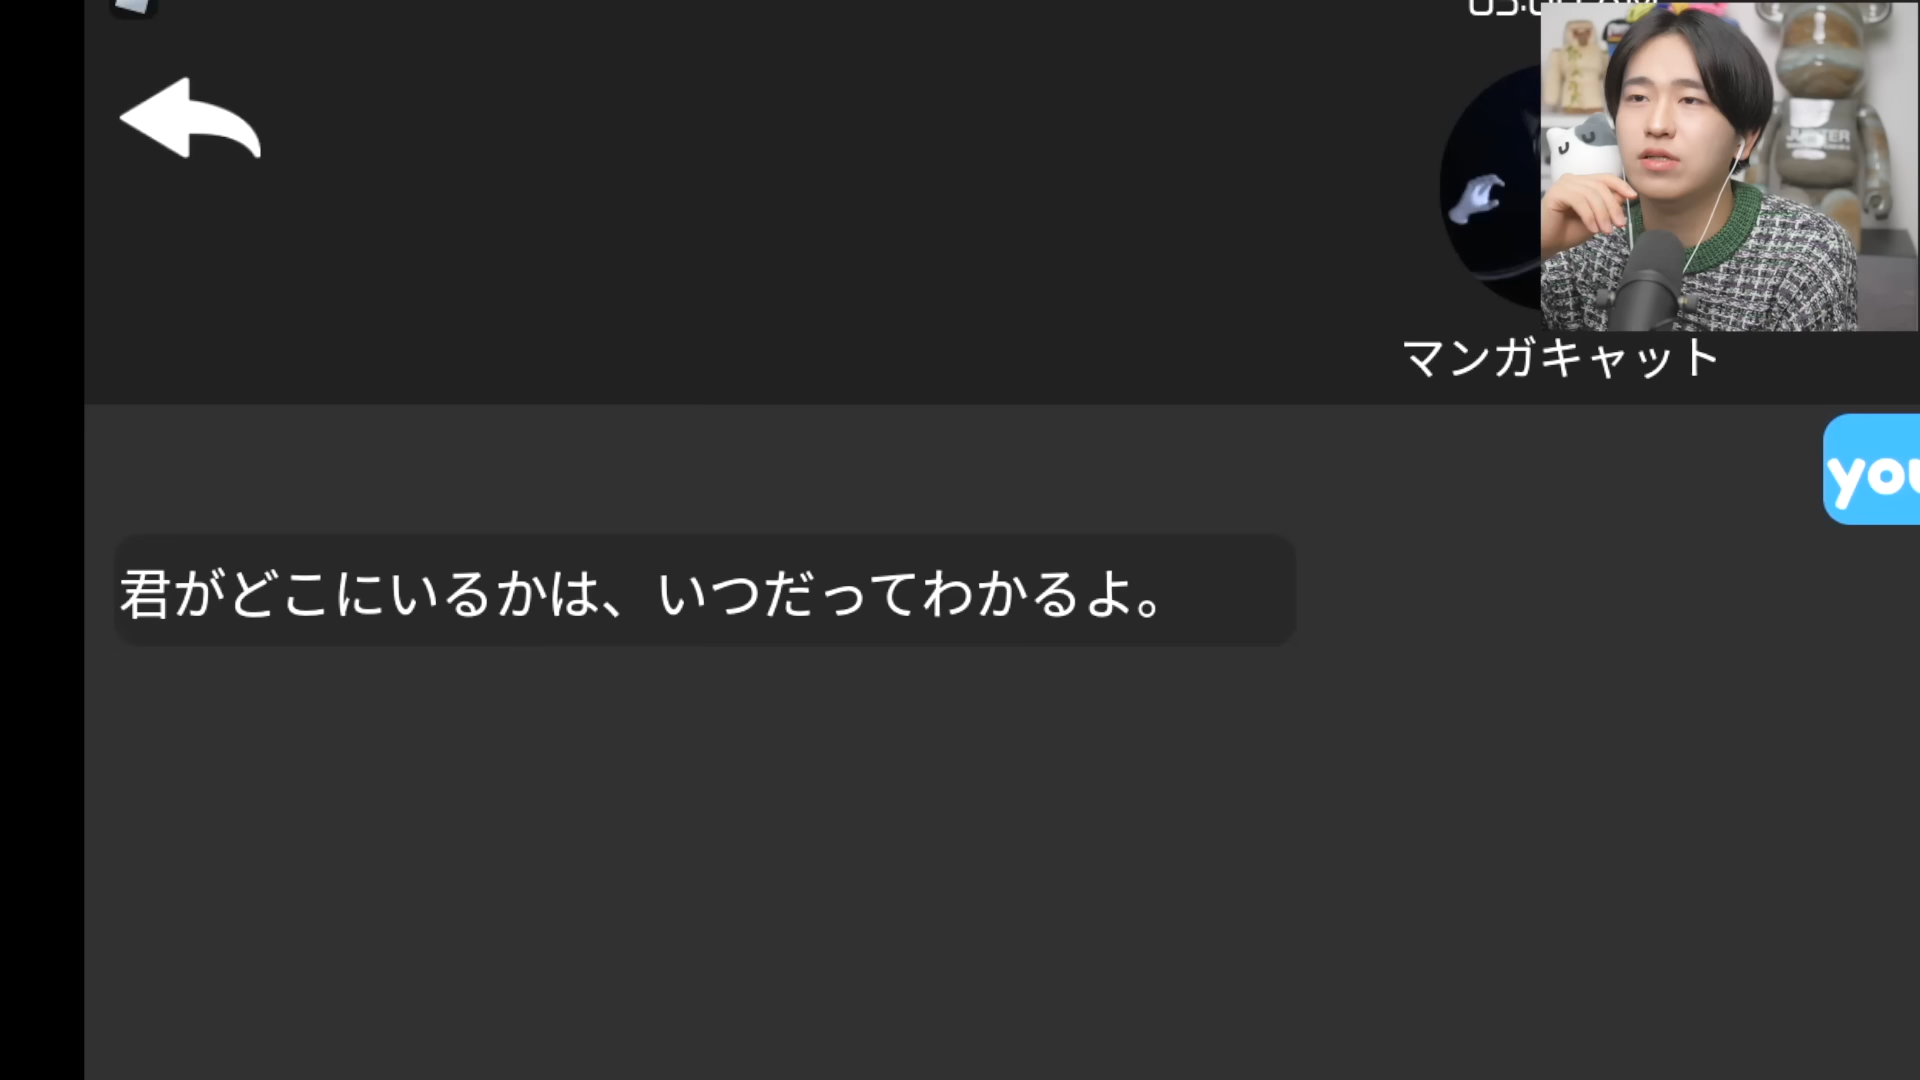 マンガキャット
you
君がどこにいるかは、いつだってわかるよ。